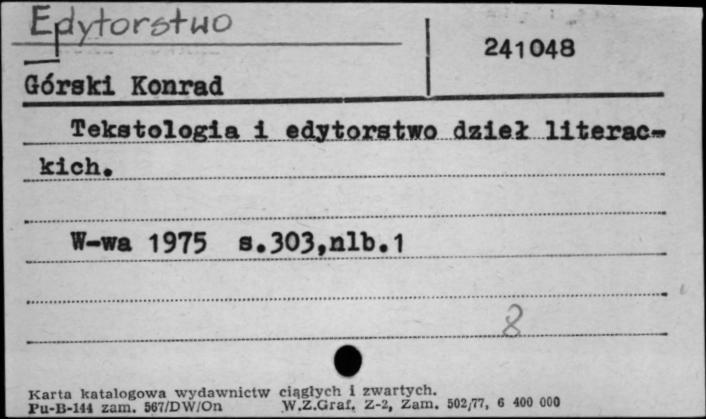 Edytorstwo
241048
Górski Konrad
Tekstologia i edytorstwo dzieł literac-
kich.
W-wa 1975 s.303,nlb.1
8
Karta katalogowa wydawnictw ciągłych i zwartych.
Pu-B-144 zam. 567/DW/On W.Z.Graf. Z-2, Zam. 502/77, 6 400 000